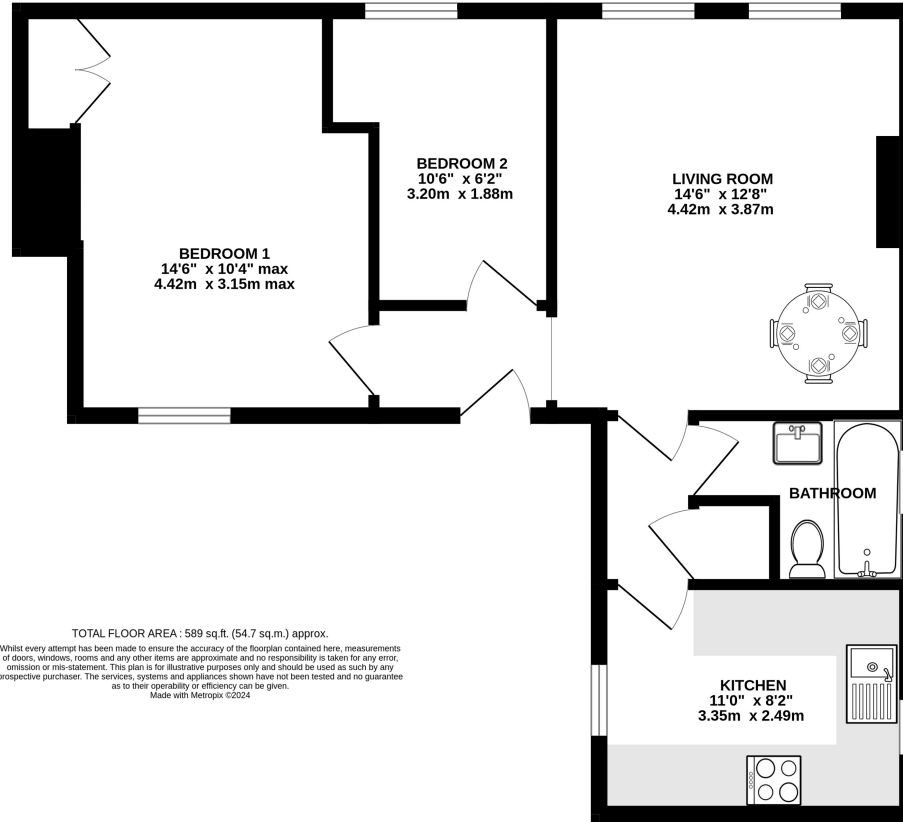 BEDROOM 1
14'6" x 10'4" max
4.42m x 3.15m max
BEDROOM 2
10'6" x 6'2"
3.20m x 1.88m
LIVING ROOM
14'6" x 12'8"
4.42m x 3.87m
BATHROOM
KITCHEN
11'0" x 8'2"
3.35m x 2.49m
TOTAL FLOOR AREA : 589 sq.ft. (54.7 sq.m.) approx.
Whilst every attempt has been made to ensure the accuracy of the floorplan contained here, measurements
of doors, windows, rooms and any other items are approximate and no responsibility is taken for any error,
omission or mis-statement. This plan is for illustrative purposes only and should be used as such by any
prospective purchaser. The services, systems and appliances shown have not been tested and no guarantee
as to their operability or efficiency can be given.
Made with Metropix ©2024